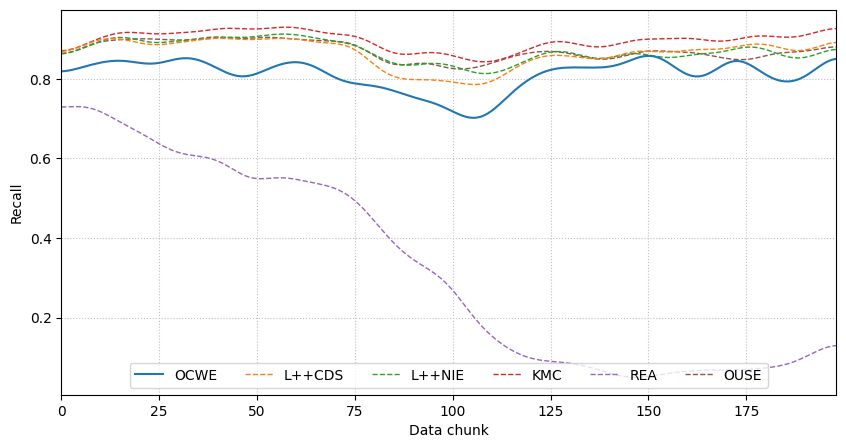 0.8
0.6
0.4
0.2
Recall
OCWE L++CDS L++NIE KMC REA OUSE
0 25 50 75 100 125 150 175
Data chunk